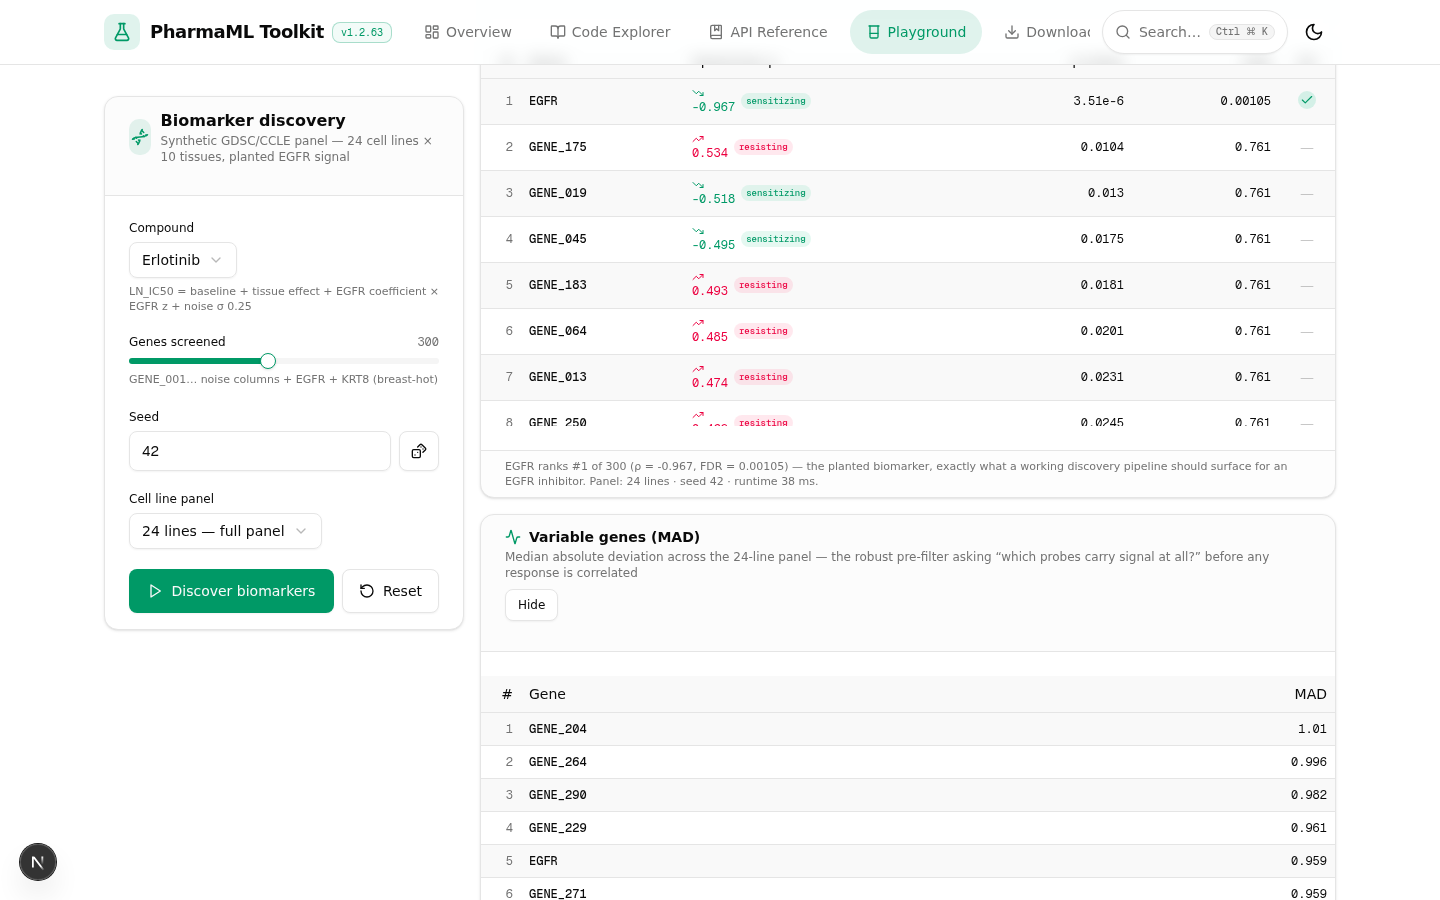 PharmaML Toolkit v1.2.63 Overview Code Explorer API Reference Playground Downloa Search... Ctrl ⌘ K
Biomarker discovery
Synthetic GDSC/CCLE panel — 24 cell lines ×
10 tissues, planted EGFR signal
Compound
Erlotinib
LN_IC50 = baseline + tissue effect + EGFR coefficient ×
EGFR z + noise σ 0.25
Genes screened 300
GENE_001… noise columns + EGFR + KRT8 (breast-hot)
Seed
42
Cell line panel
24 lines — full panel
Discover biomarkers Reset
1 EGFR -0.967 sensitizing 3.51e-6 0.00105
2 GENE_175 0.534 resisting 0.0104 0.761 —
3 GENE_019 -0.518 sensitizing 0.013 0.761 —
4 GENE_045 -0.495 sensitizing 0.0175 0.761 —
5 GENE_183 0.493 resisting 0.0181 0.761 —
6 GENE_064 0.485 resisting 0.0201 0.761 —
7 GENE_013 0.474 resisting 0.0231 0.761 —
8 GENE_250 resisting 0.0245 0.761 —
EGFR ranks #1 of 300 (ρ = -0.967, FDR = 0.00105) — the planted biomarker, exactly what a working discovery pipeline should surface for an
EGFR inhibitor. Panel: 24 lines · seed 42 · runtime 38 ms.
Variable genes (MAD)
Median absolute deviation across the 24-line panel — the robust pre-filter asking “which probes carry signal at all?” before any
response is correlated
Hide
# Gene MAD
1 GENE_204 1.01
2 GENE_264 0.996
3 GENE_290 0.982
4 GENE_229 0.961
5 EGFR 0.959
6 GENE_271 0.959